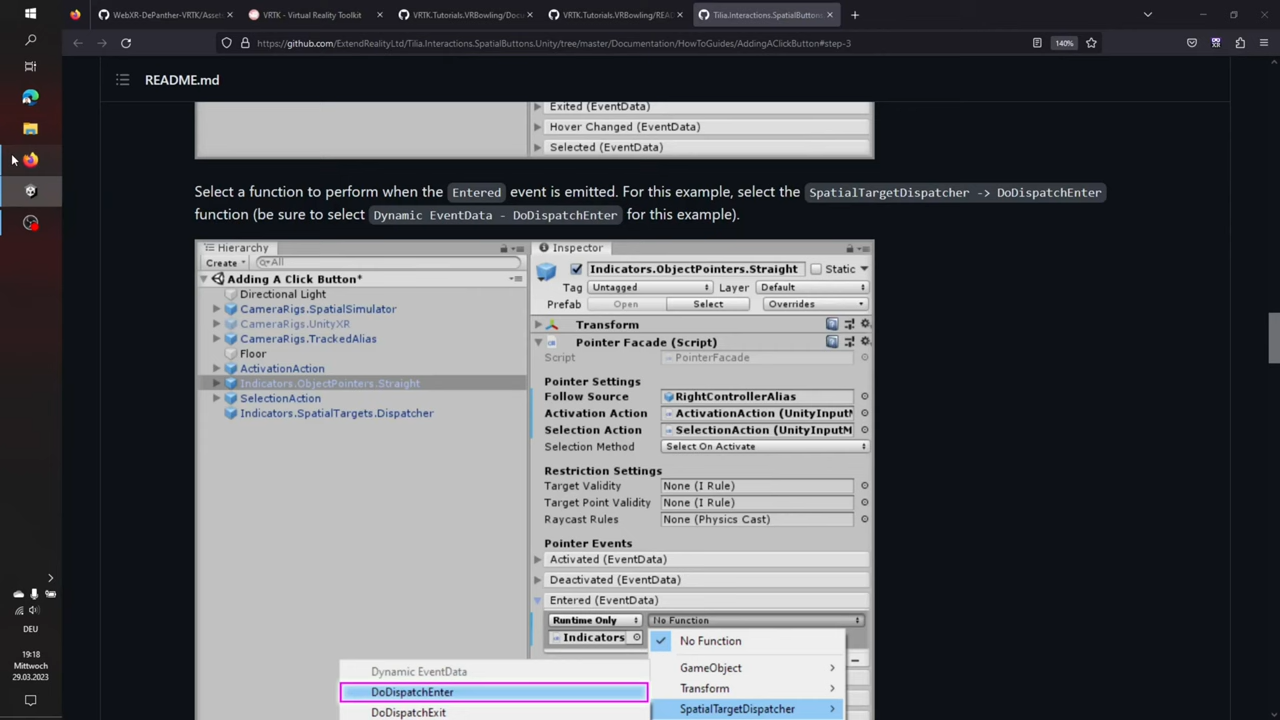 WebXR-DePanther-VRTK/Asset
VRTK - Virtual Reality Toolkit
VRTK.Tutorials.VRBowling/Docu
VRTK.Tutorials.VRBowling/REA
Tilia.Interactions.SpatialButtons
https://github.com/ExtendRealityLtd/Tilia.Interactions.SpatialButtons.Unity/tree/master/Documentation/HowToGuides/AddingAClickButton#step-3
140%
README.md
Exited (EventData)
Hover Changed (EventData)
Selected (EventData)
Select a function to perform when the Entered event is emitted. For this example, select the SpatialTargetDispatcher -> DoDispatchEnter
function (be sure to select Dynamic EventData - DoDispatchEnter for this example).
Hierarchy
Create
All
Adding A Click Button*
Directional Light
CameraRigs.SpatialSimulator
CameraRigs.UnityXR
CameraRigs.TrackedAlias
Floor
ActivationAction
Indicators.ObjectPointers.Straight
SelectionAction
Indicators.SpatialTargets.Dispatcher
Inspector
Indicators.ObjectPointers.Straight Static
Tag Untagged Layer Default
Prefab Open Select Overrides
Transform
Pointer Facade (Script)
Script PointerFacade
Pointer Settings
Follow Source RightControllerAlias
Activation Action ActivationAction (UnityInputM
Selection Action SelectionAction (UnityInputM
Selection Method Select On Activate
Restriction Settings
Target Validity None (I Rule)
Target Point Validity None (I Rule)
Raycast Rules None (Physics Cast)
Pointer Events
Activated (EventData)
Deactivated (EventData)
Entered (EventData)
Runtime Only No Function
Indicators
No Function
GameObject
Transform
SpatialTargetDispatcher
Dynamic EventData
DoDispatchEnter
DoDispatchExit
DEU
19:18
Mittwoch
29.03.2023